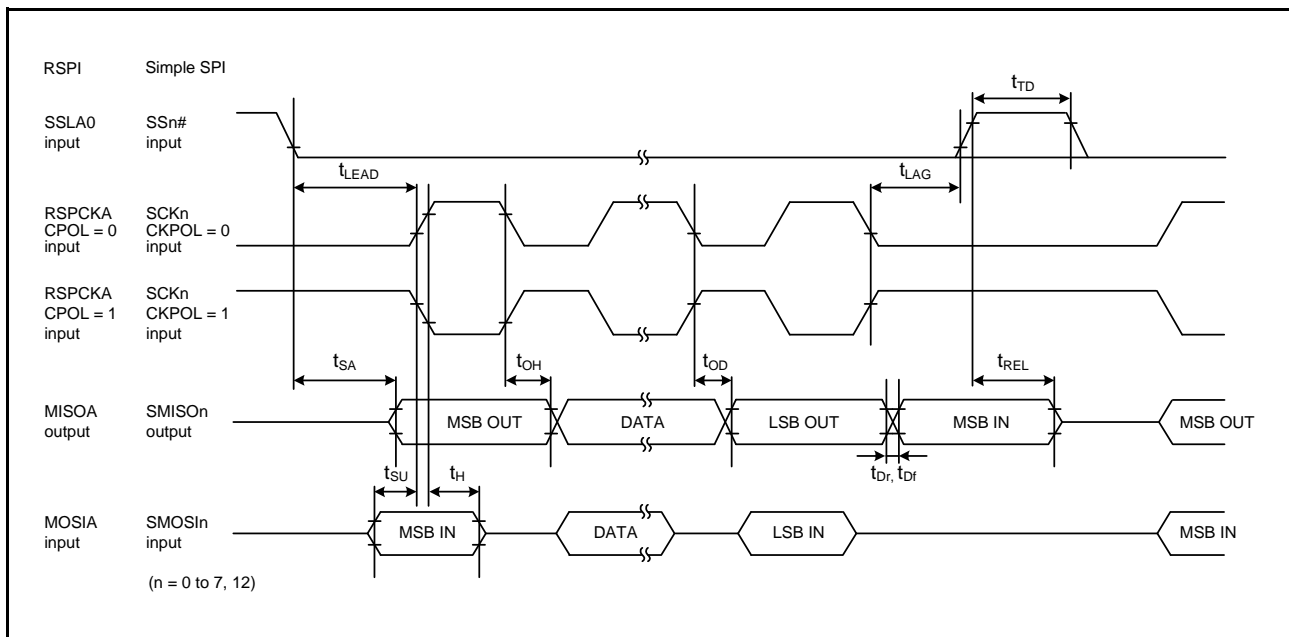 RSPI Simple SPI
tTD
SSLA0 SSn#
input input
tLEAD tLAG
RSPCKA SCKn
CPOL = 0 CKPOL = 0
input input
RSPCKA SCKn
CPOL = 1 CKPOL = 1
input input
tSA tOH tOD tREL
MISOA SMISOn
output output
MSB OUT DATA LSB OUT MSB IN MSB OUT
tSU tH tDr, tDf
MOSIA SMOSIn
input input
MSB IN DATA LSB IN MSB IN
(n = 0 to 7, 12)